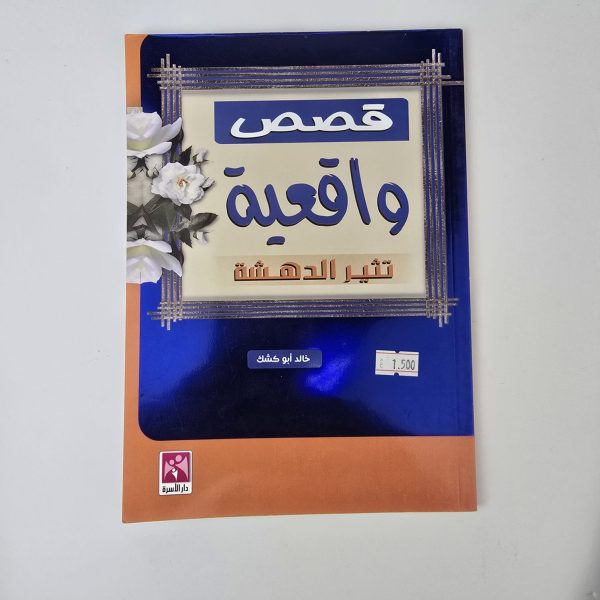 قصص
واقعية
تثير الدهشة
خالد أبو كشك
1.500
دار الأسرة